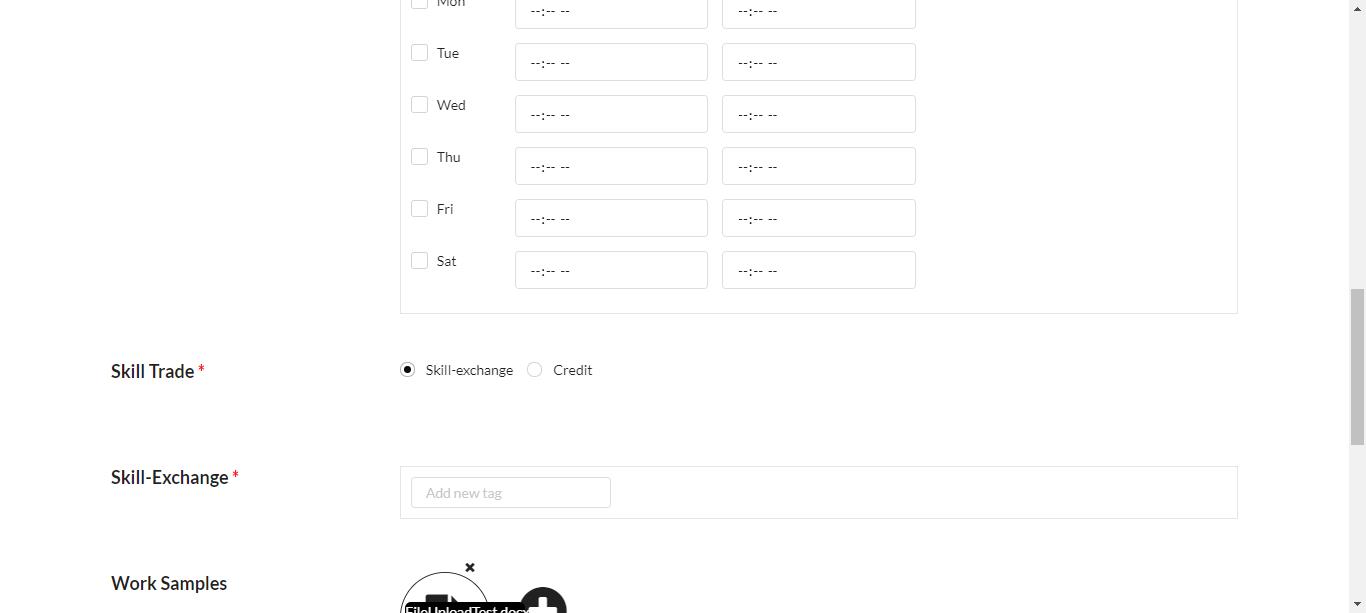 Mon --:-- -- --:-- --
Tue --:-- -- --:-- --
Wed --:-- -- --:-- --
Thu --:-- -- --:-- --
Fri --:-- -- --:-- --
Sat --:-- -- --:-- --
Skill Trade * Skill-exchange Credit
Skill-Exchange * Add new tag
Work Samples
FileUploadTest.docx